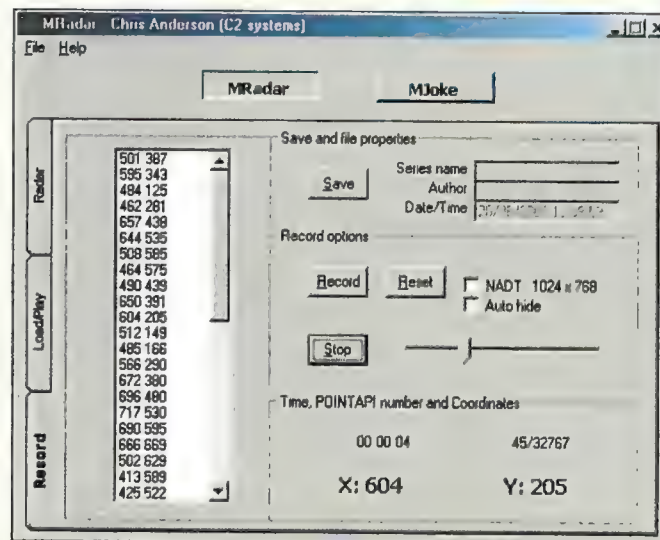 MRadar Chris Anderson (C2 systems)
File Help
MRadar MJoke
Radar
Load/Play
Record
501 387
595 343
484 125
462 281
657 438
644 535
508 585
464 575
490 439
650 391
604 205
512 149
485 166
566 290
672 380
696 480
717 530
690 595
666 669
502 629
413 589
425 522
Save and file properties
Save
Series name
Author
Date/Time
Record options
Record Reset
NADT 1024 x 768
Auto hide
Stop
Time, POINTAPI number and Coordinates
00 00 04 45/32767
X: 604 Y: 205